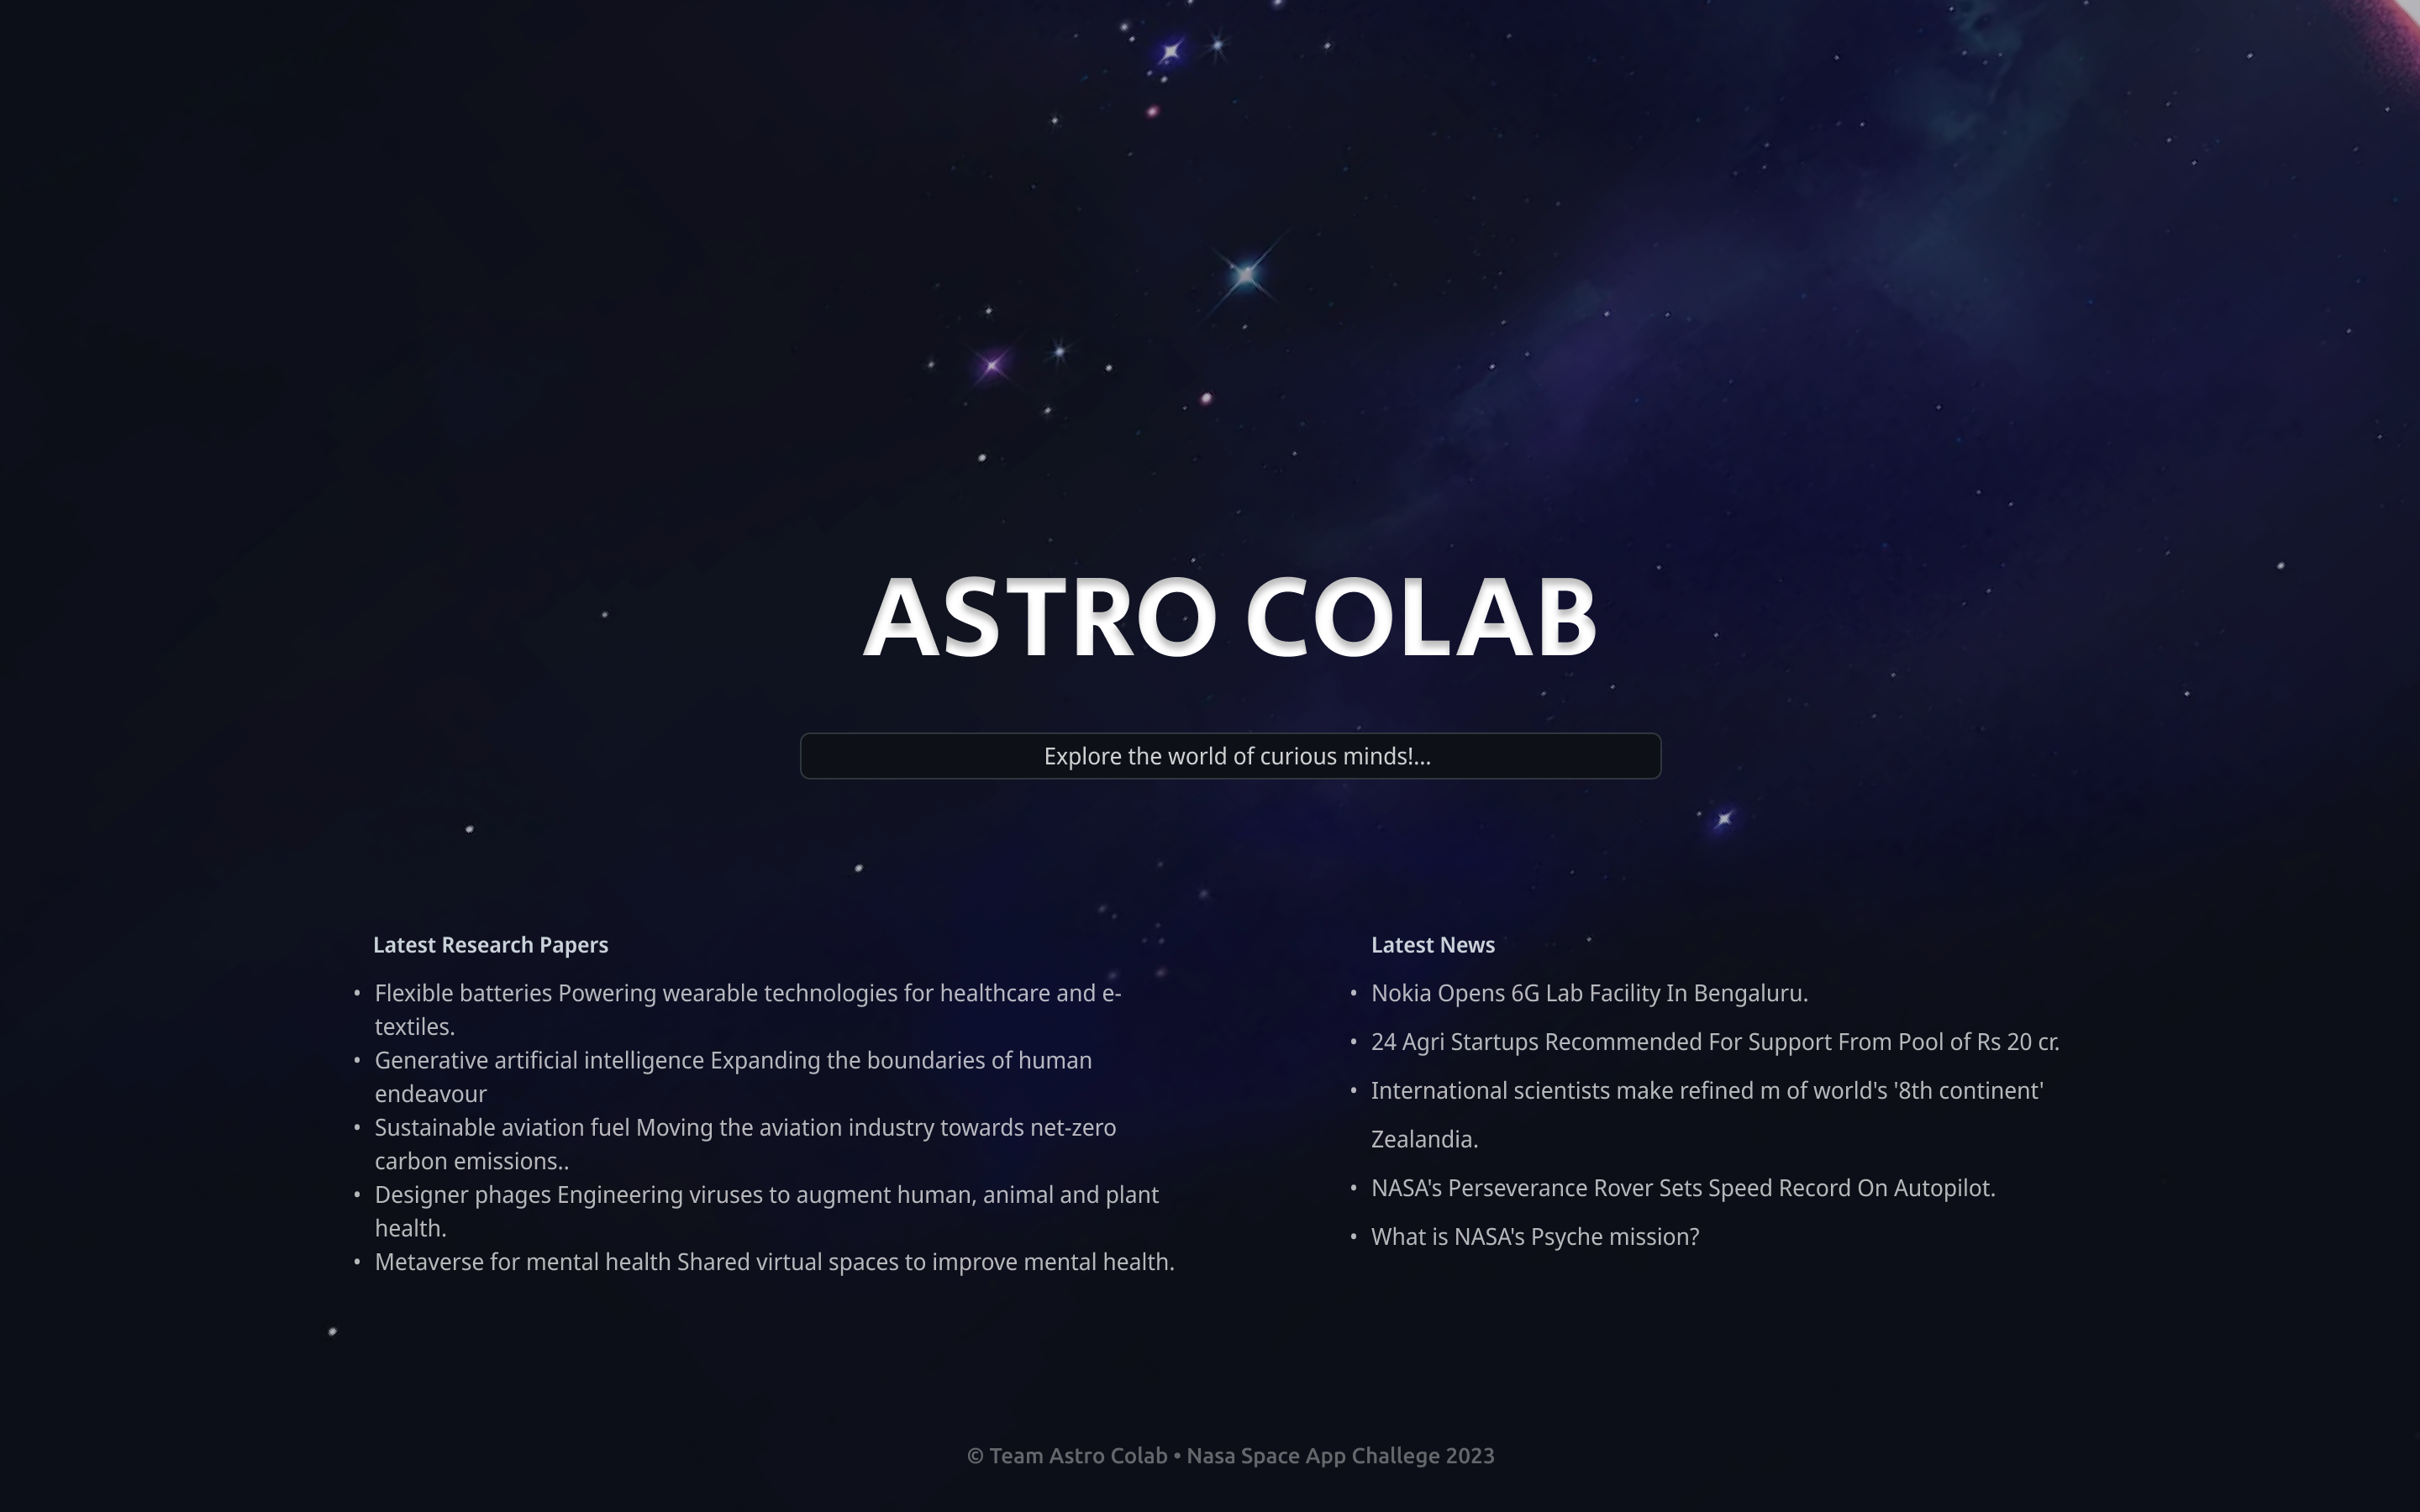 ASTRO COLAB
Explore the world of curious minds!...
Latest Research Papers
• Flexible batteries Powering wearable technologies for healthcare and e-
textiles.
• Generative artificial intelligence Expanding the boundaries of human
endeavour
• Sustainable aviation fuel Moving the aviation industry towards net-zero
carbon emissions..
• Designer phages Engineering viruses to augment human, animal and plant
health.
• Metaverse for mental health Shared virtual spaces to improve mental health.
Latest News
• Nokia Opens 6G Lab Facility In Bengaluru.
• 24 Agri Startups Recommended For Support From Pool of Rs 20 cr.
• International scientists make refined m of world's '8th continent'
Zealandia.
• NASA's Perseverance Rover Sets Speed Record On Autopilot.
• What is NASA's Psyche mission?
© Team Astro Colab • Nasa Space App Challege 2023